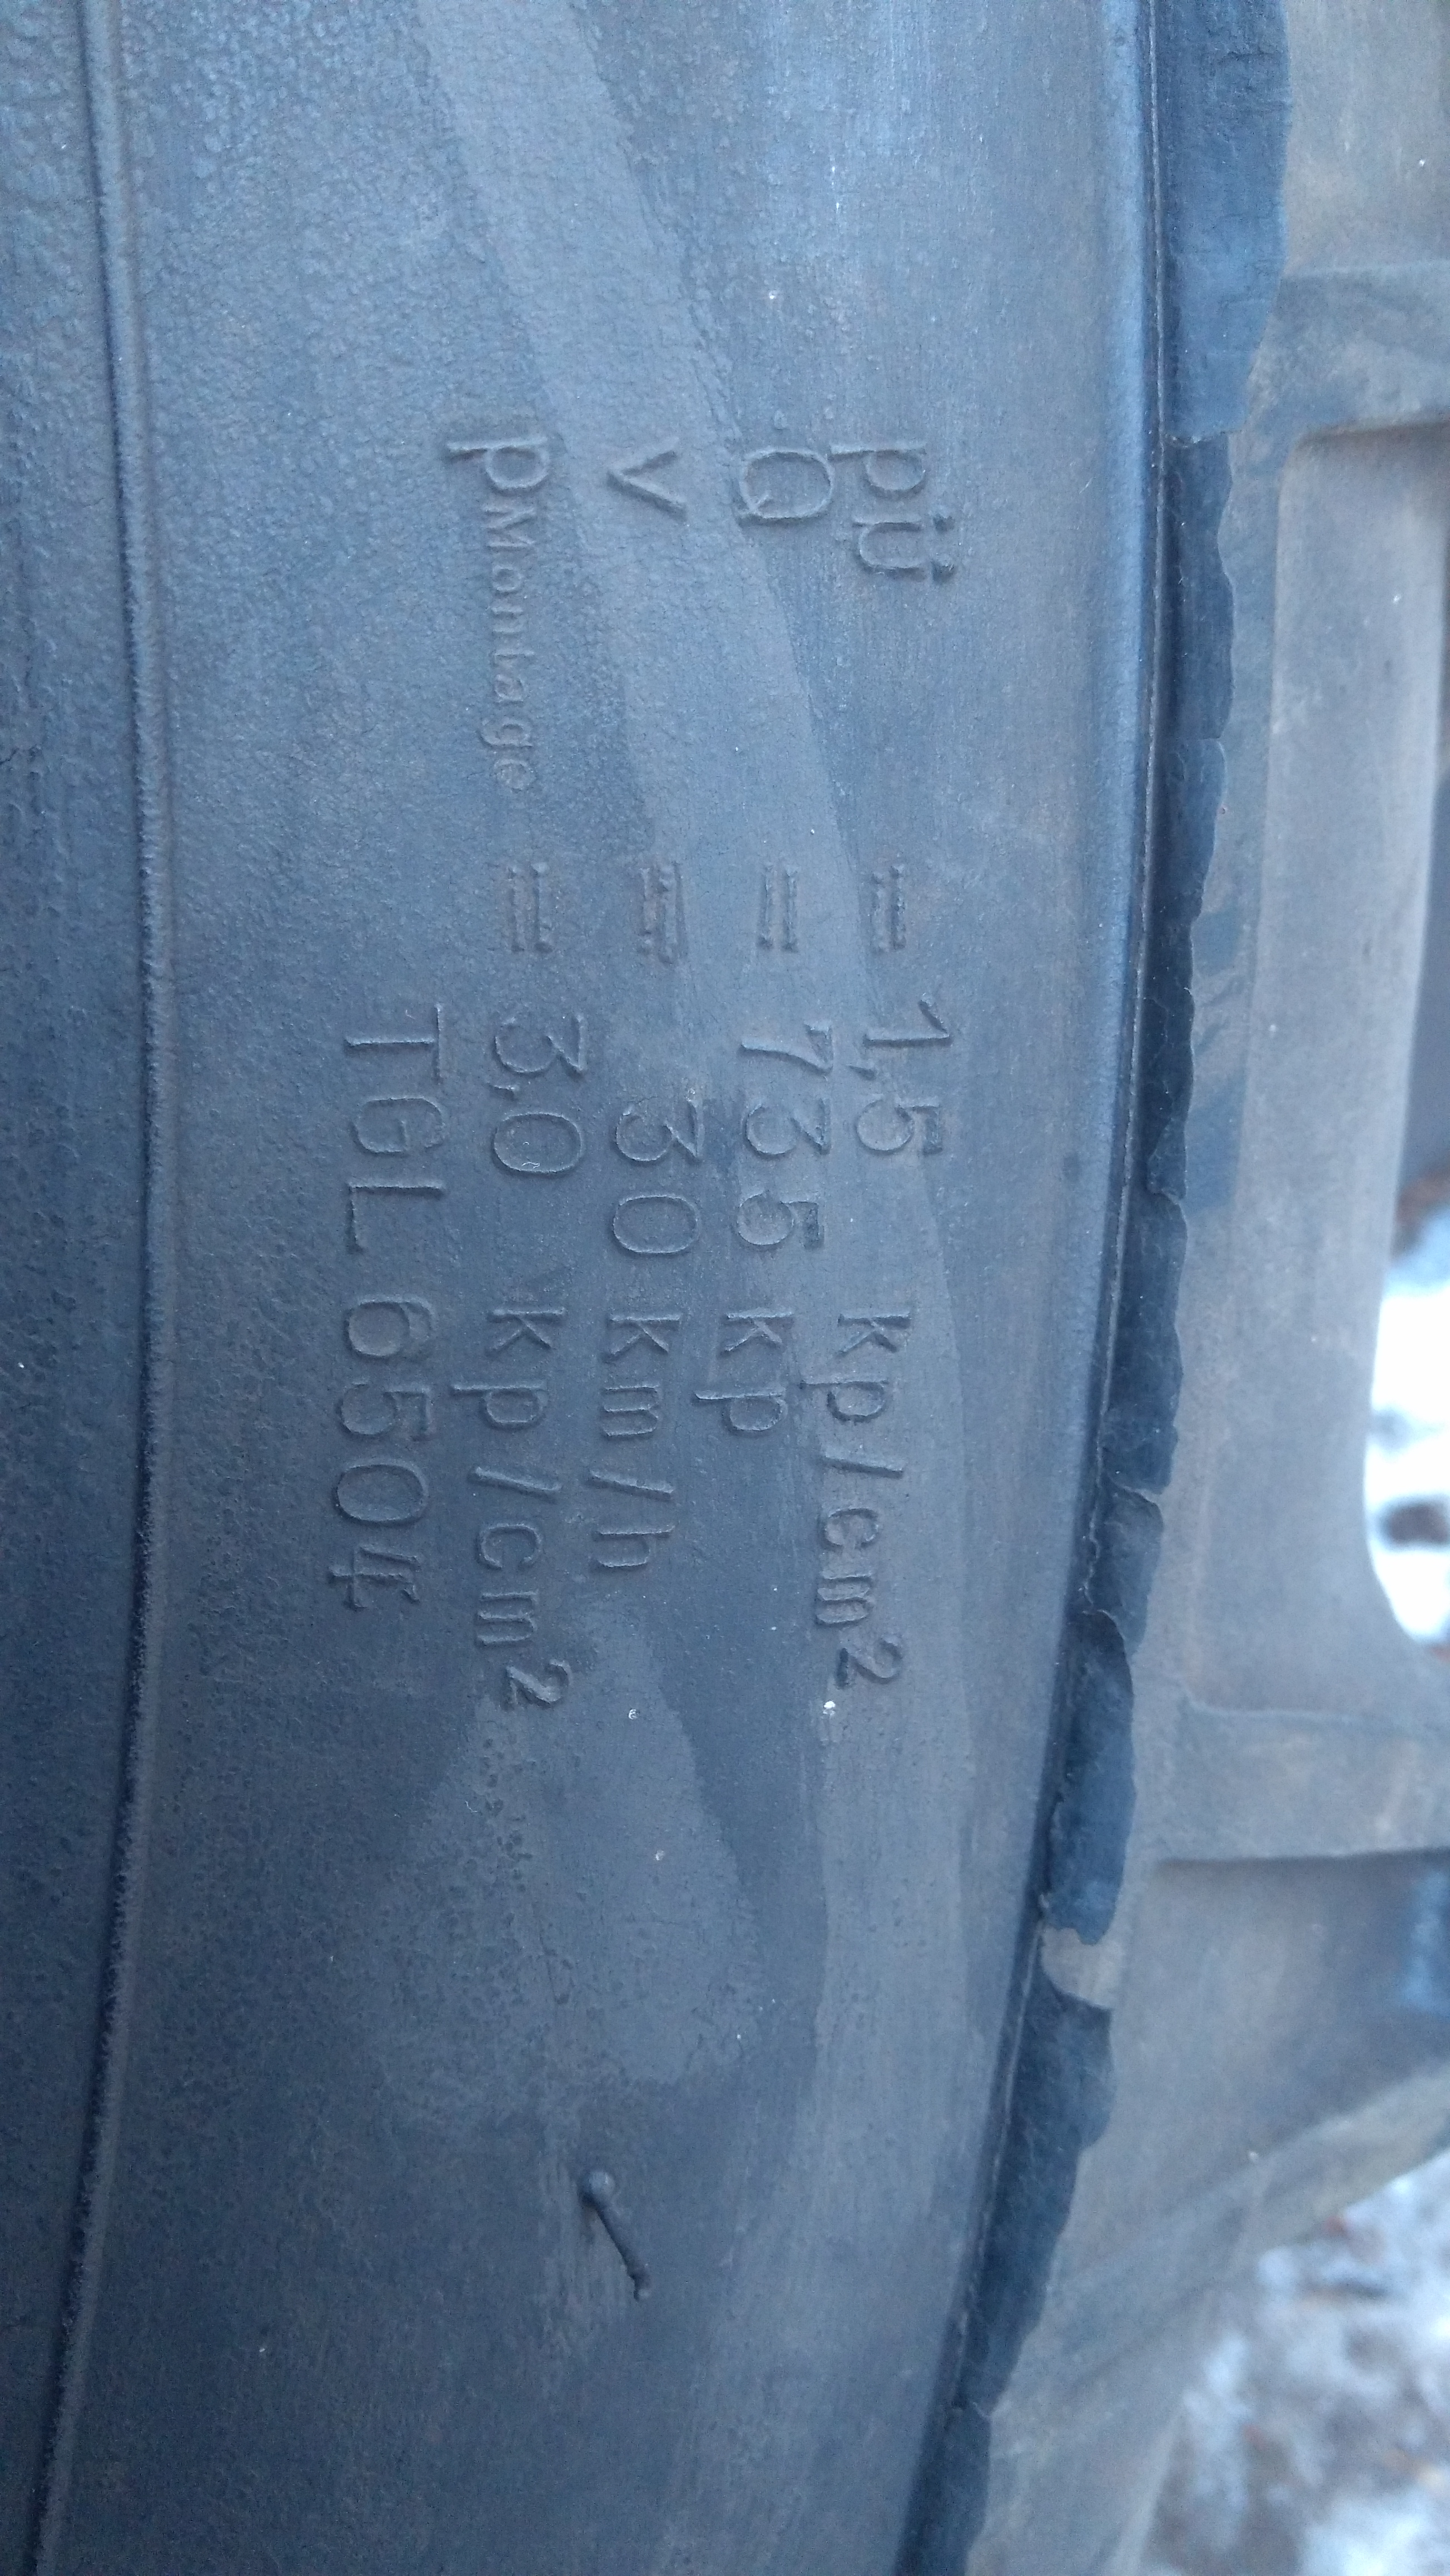 pü = 1,5 kp/cm²
Q = 735 kp
v = 30 km/h
pMontage = 3,0 kp/cm²
TGL 6504